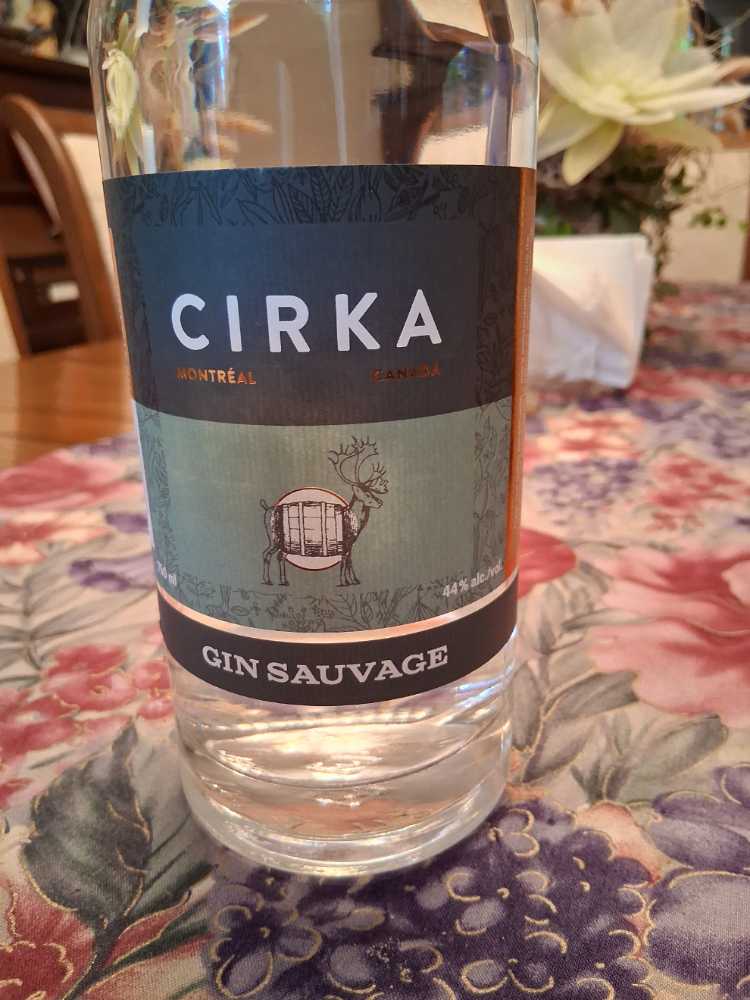 CIRKA
MONTRÉAL CANADA
750 ml 44% alc./vol.
GIN SAUVAGE